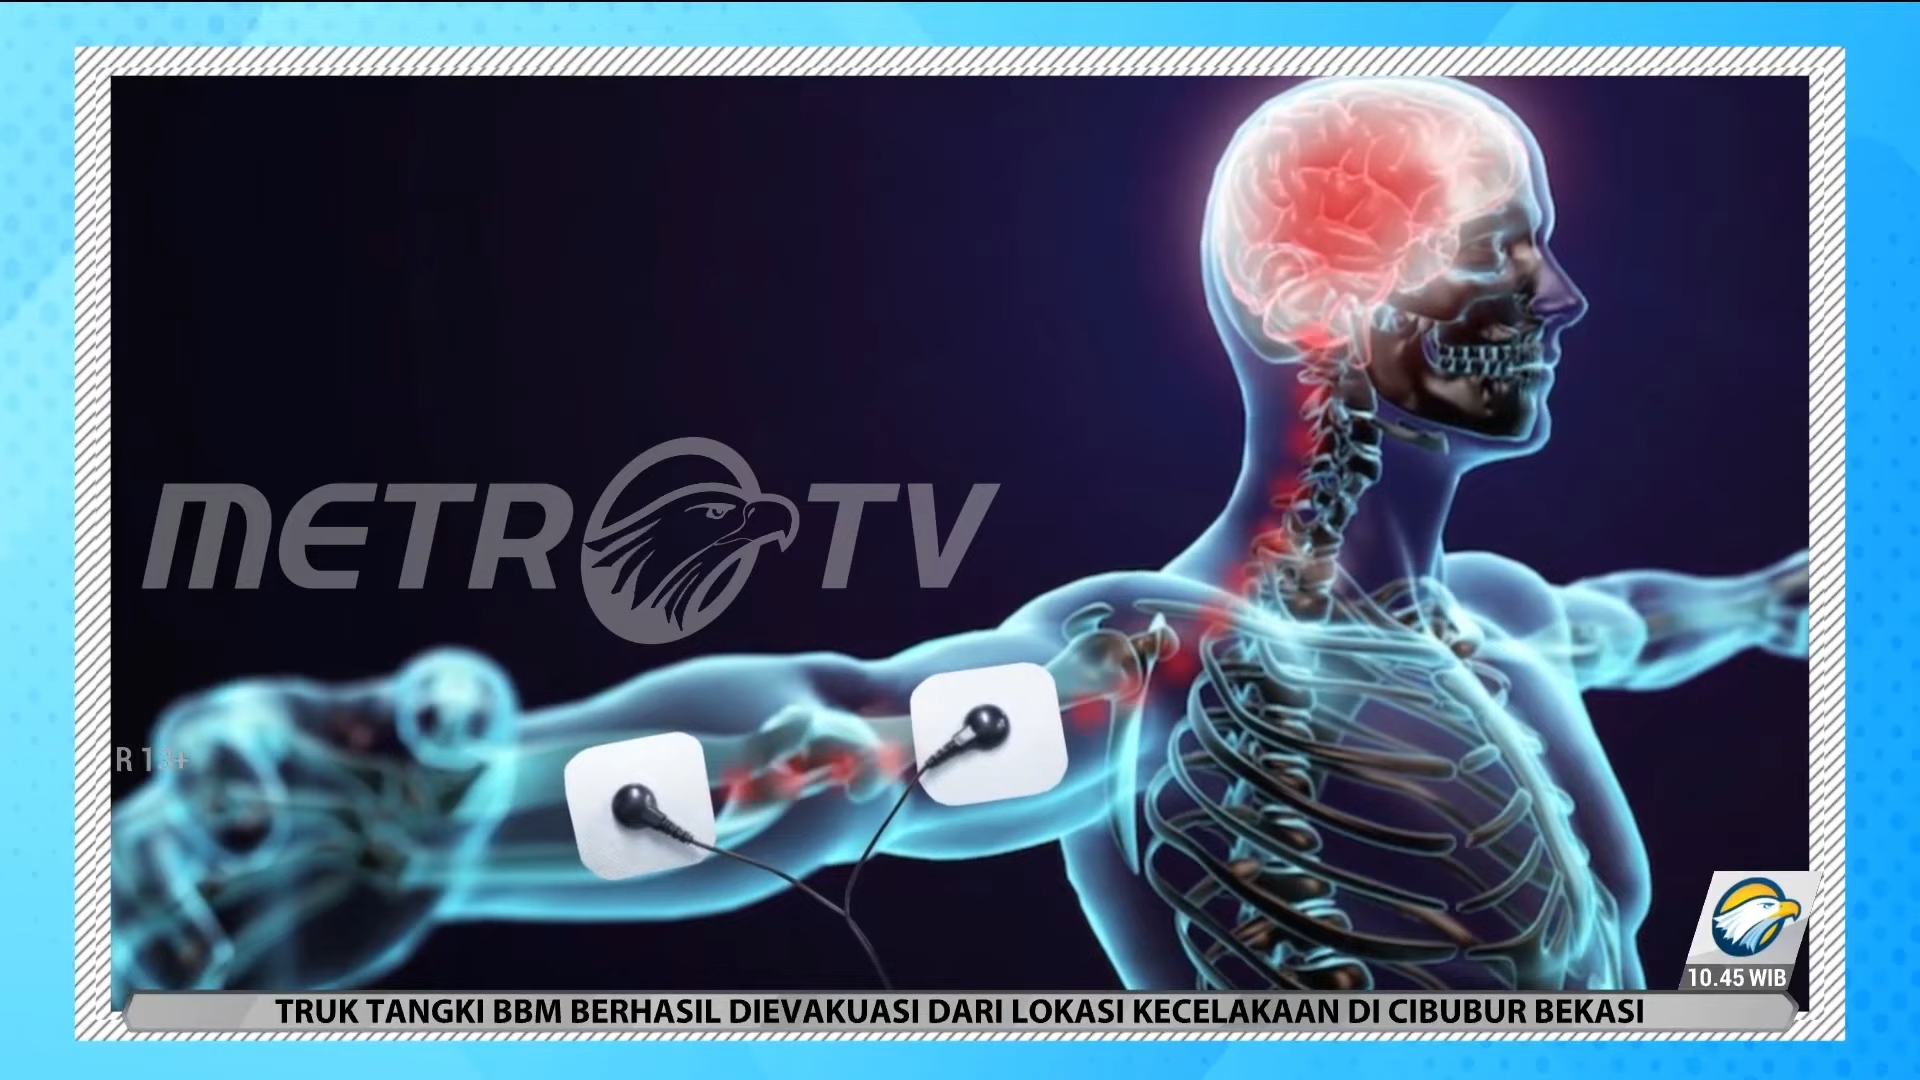 METRO TV
R 13+
10.45 WIB
TRUK TANGKI BBM BERHASIL DIEVAKUASI DARI LOKASI KECELAKAAN DI CIBUBUR BEKASI